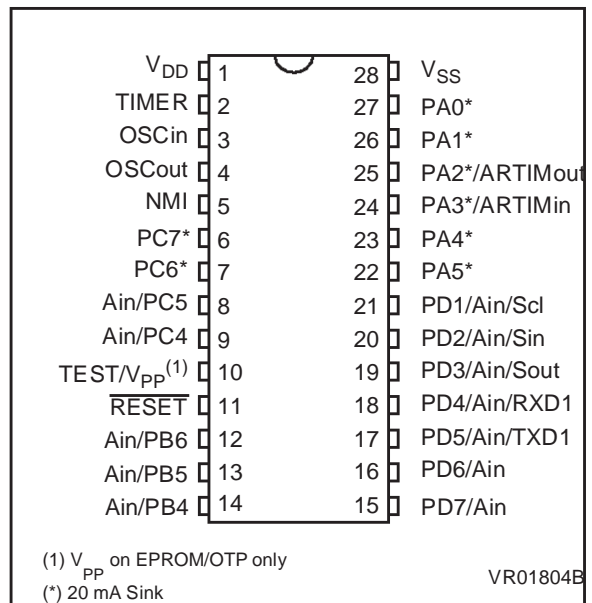 VDD 1 28 VSS
TIMER 2 27 PA0*
OSCin 3 26 PA1*
OSCout 4 25 PA2*/ARTIMout
NMI 5 24 PA3*/ARTIMin
PC7* 6 23 PA4*
PC6* 7 22 PA5*
Ain/PC5 8 21 PD1/Ain/Scl
Ain/PC4 9 20 PD2/Ain/Sin
TEST/VPP(1) 10 19 PD3/Ain/Sout
RESET 11 18 PD4/Ain/RXD1
Ain/PB6 12 17 PD5/Ain/TXD1
Ain/PB5 13 16 PD6/Ain
Ain/PB4 14 15 PD7/Ain
(1) VPP on EPROM/OTP only
(*) 20 mA Sink
VR01804B